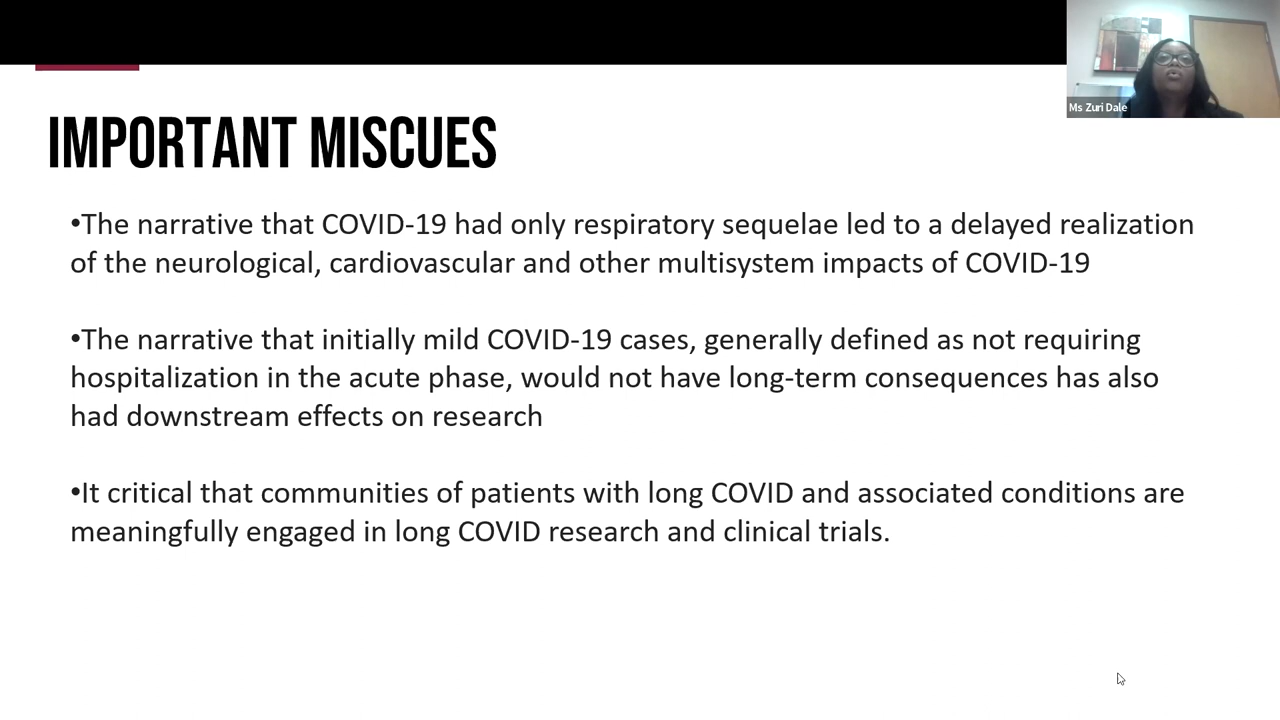 Ms Zuri Dale
IMPORTANT MISCUES
•The narrative that COVID-19 had only respiratory sequelae led to a delayed realization
of the neurological, cardiovascular and other multisystem impacts of COVID-19
•The narrative that initially mild COVID-19 cases, generally defined as not requiring
hospitalization in the acute phase, would not have long-term consequences has also
had downstream effects on research
•It critical that communities of patients with long COVID and associated conditions are
meaningfully engaged in long COVID research and clinical trials.